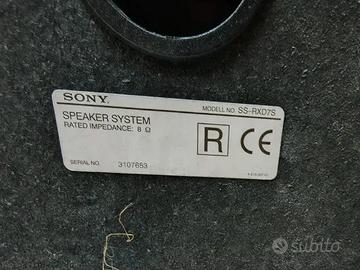 SONY
MODEL NO. SS-RXD7S
SPEAKER SYSTEM
RATED IMPEDANCE: 8 Ω
R CE
SERIAL NO. 3107653
subito